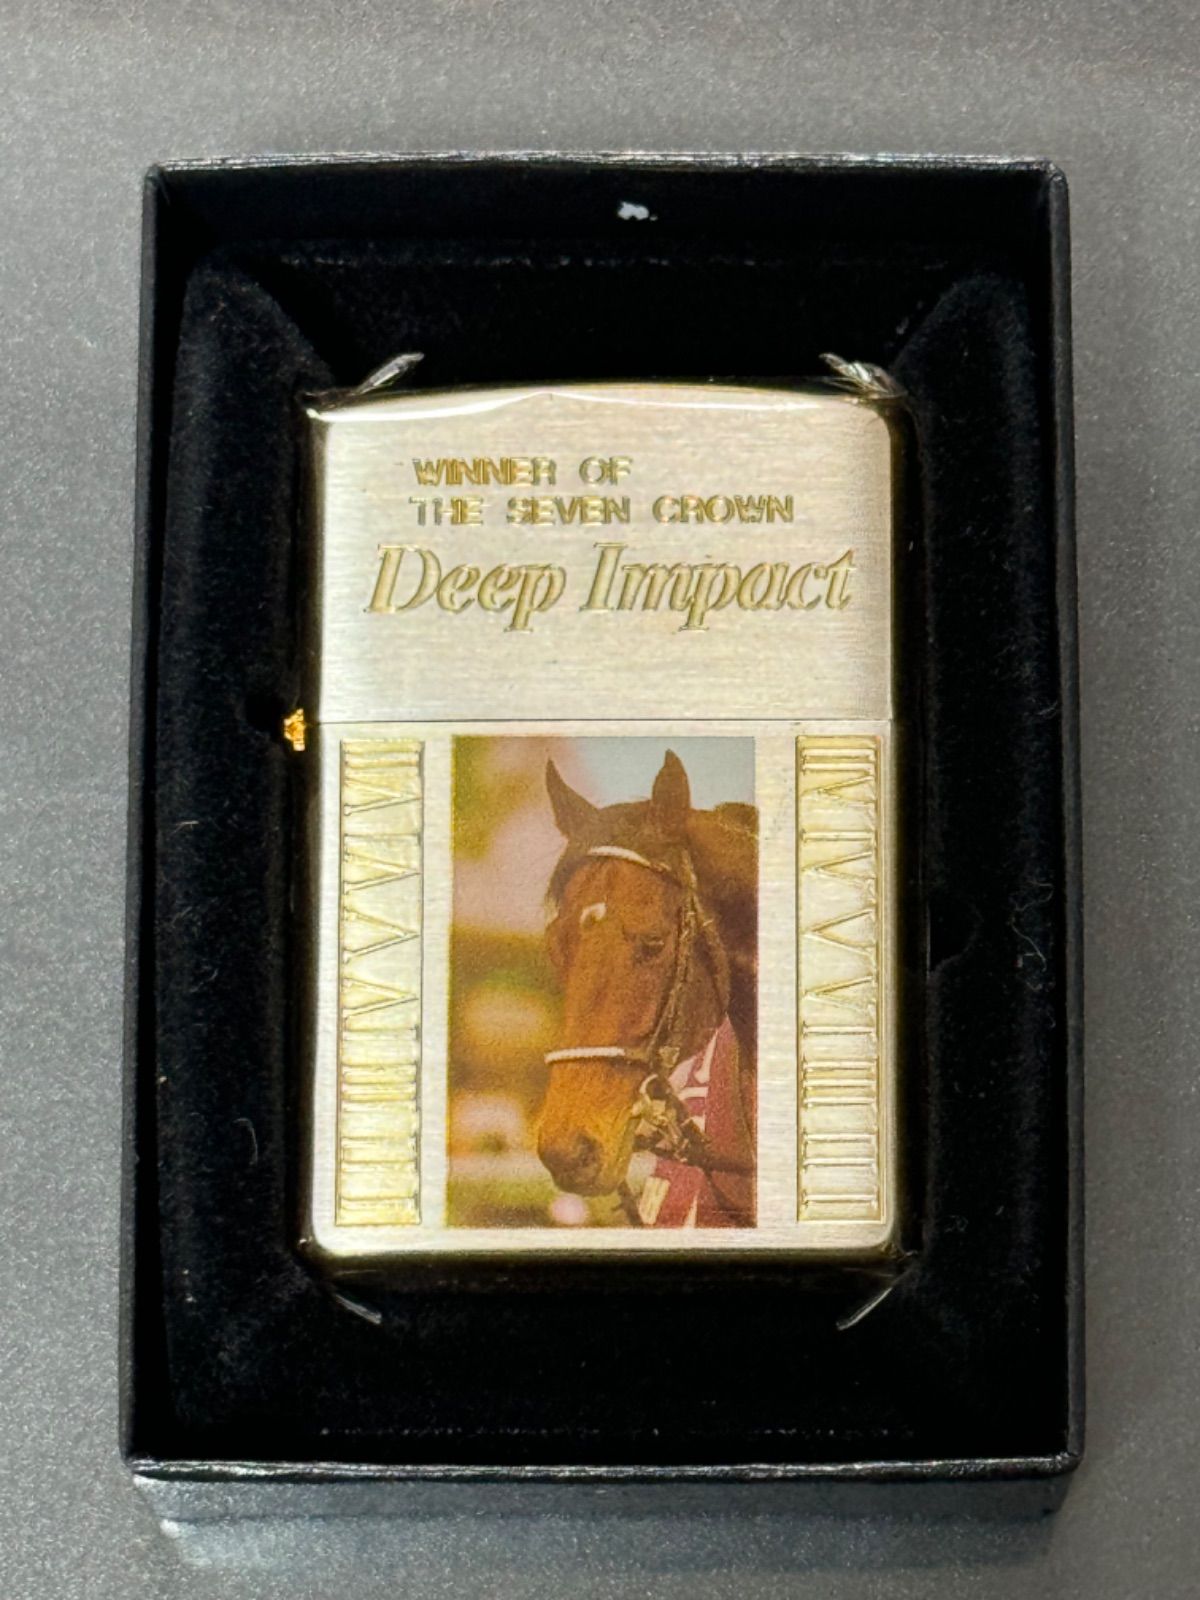 WINNER OF
THE SEVEN CROWN
Deep Impact